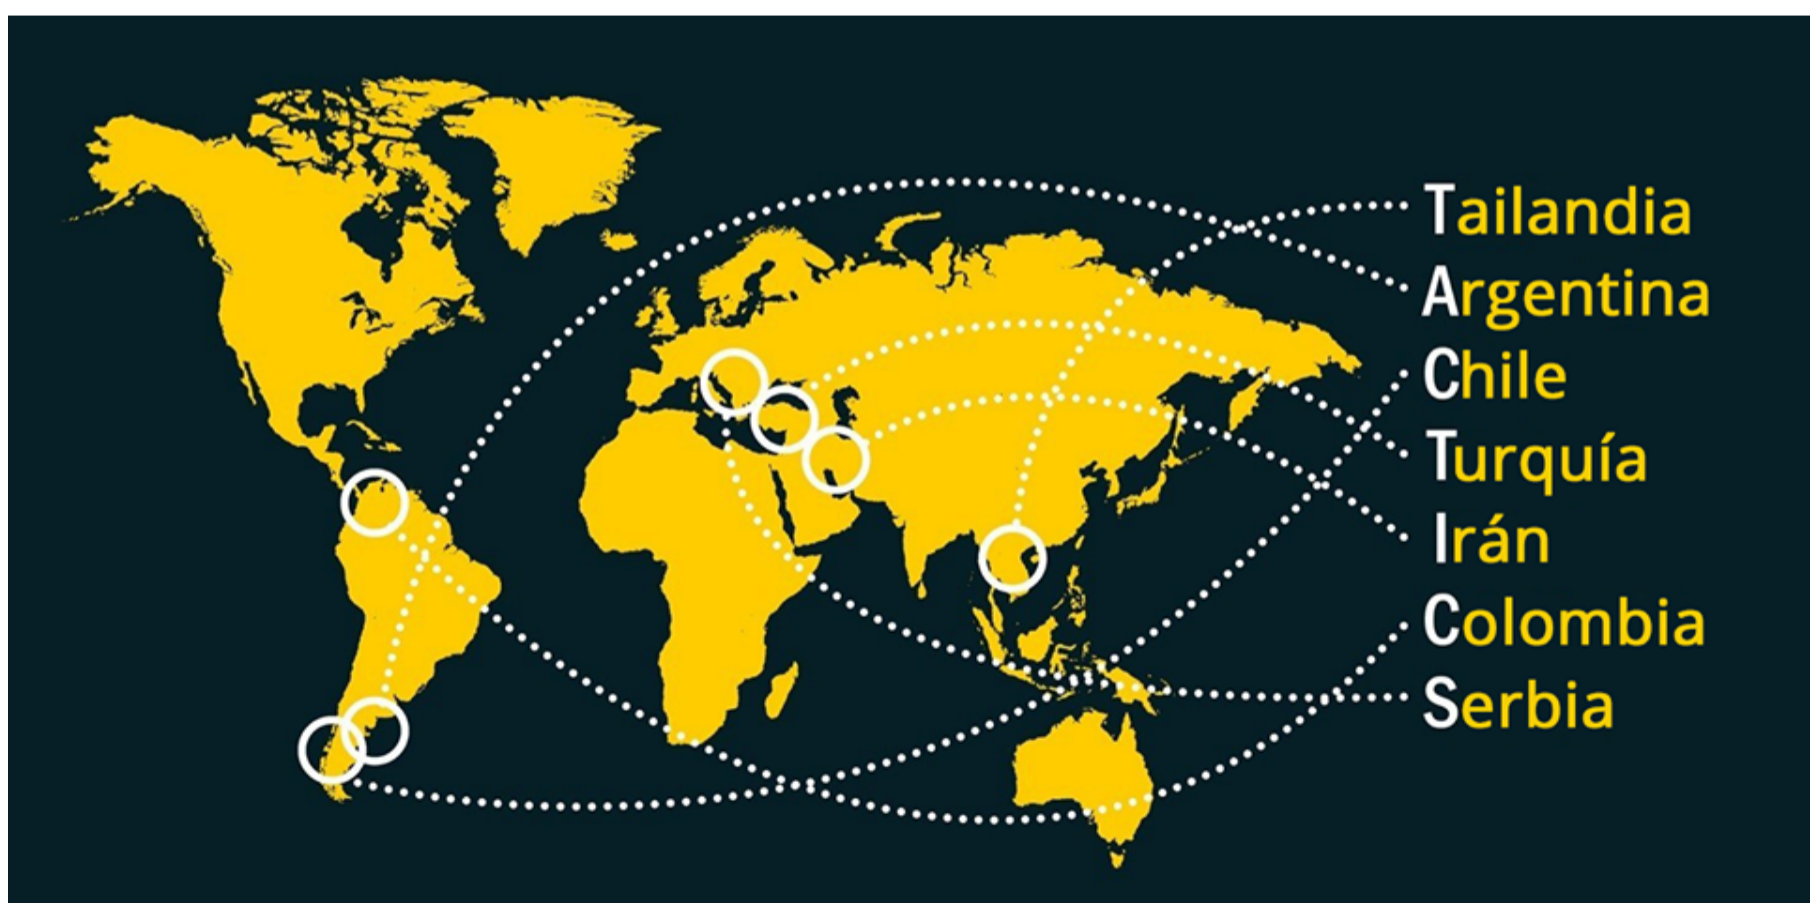 Tailandia
Argentina
Chile
Turquía
Irán
Colombia
Serbia